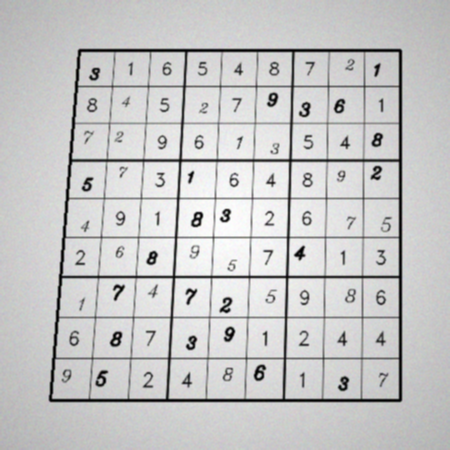 3 1 6 5 4 8 7 2 1
8 4 5 2 7 9 3 6 1
7 2 9 6 1 3 5 4 8
5 7 3 1 6 4 8 9 2
4 9 1 8 3 2 6 7 5
2 6 8 9 5 7 4 1 3
1 7 4 7 2 5 9 8 6
6 8 7 3 9 1 2 4 4
9 5 2 4 8 6 1 3 7